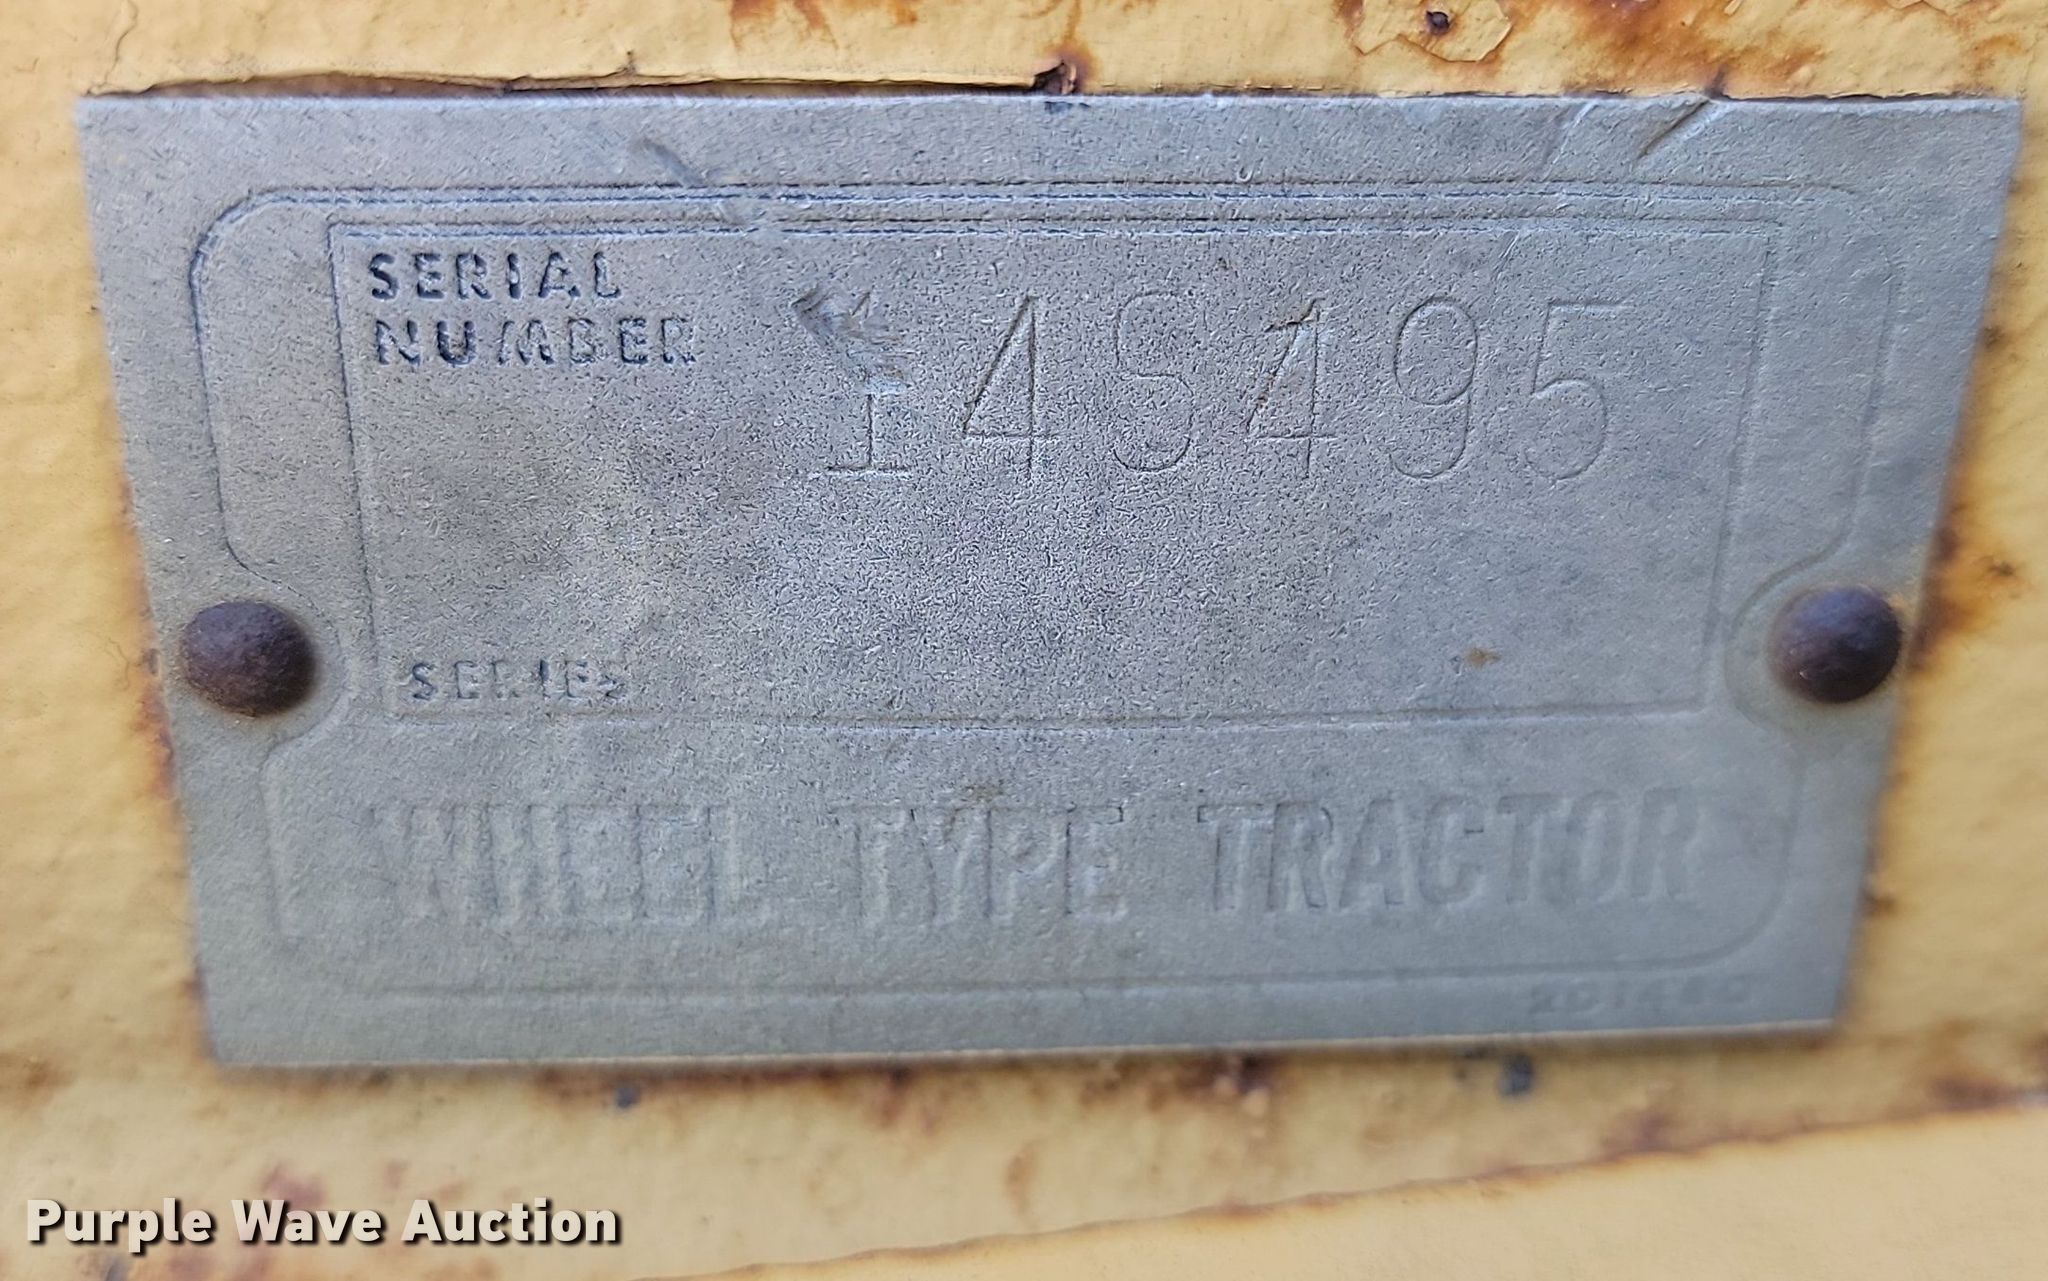 SERIAL
NUMBER
14S495
SERIES
WHEEL TYPE TRACTOR
Purple Wave Auction